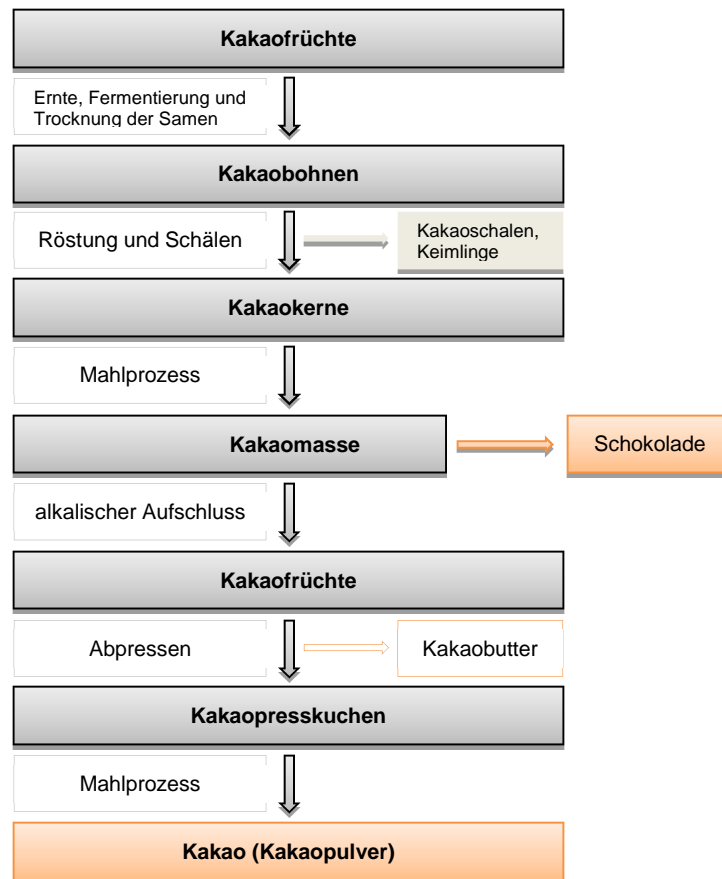 Kakaofrüchte
Ernte, Fermentierung und
Trocknung der Samen
Kakaobohnen
Röstung und Schälen
Kakaoschalen,
Keimlinge
Kakaokerne
Mahlprozess
Kakaomasse
Schokolade
alkalischer Aufschluss
Kakaofrüchte
Abpressen
Kakaobutter
Kakaopresskuchen
Mahlprozess
Kakao (Kakaopulver)